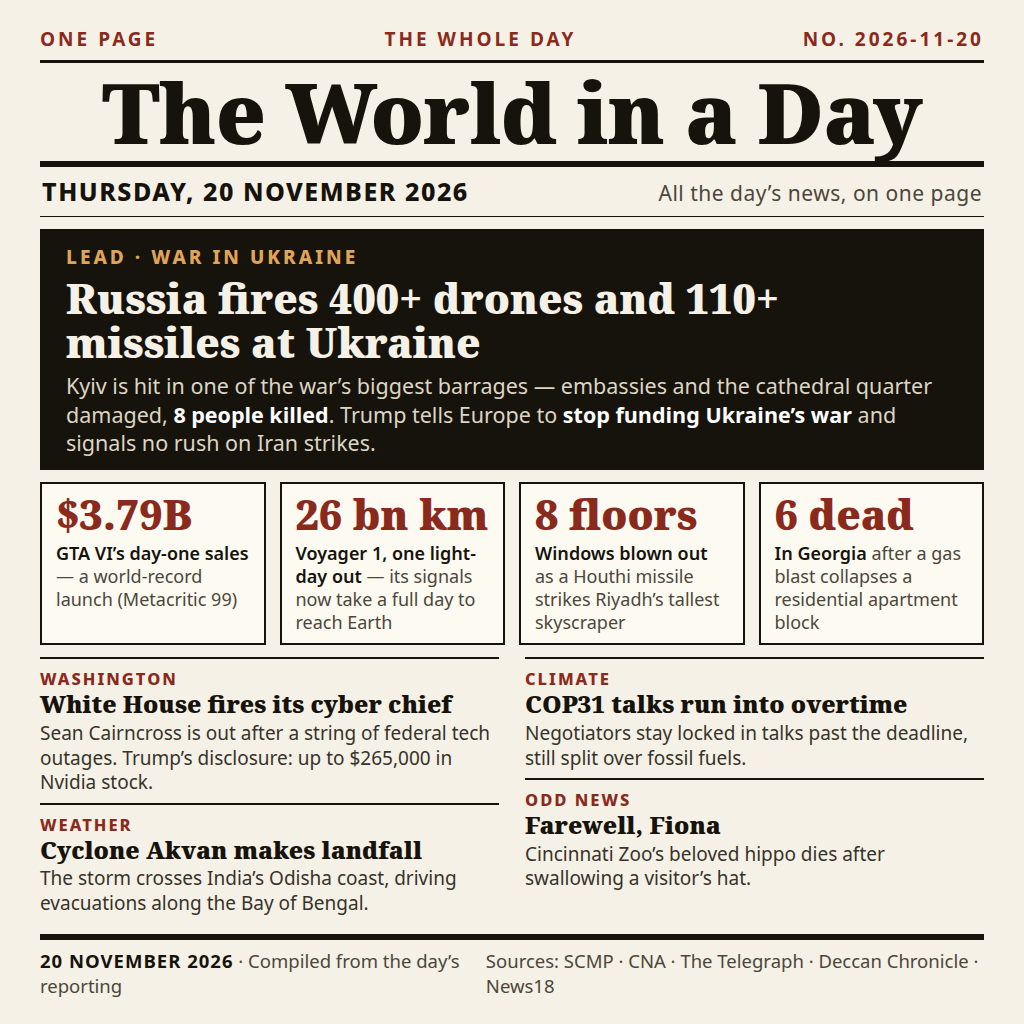 ONE PAGE
THE WHOLE DAY
NO. 2026-11-20
The World in a Day
THURSDAY, 20 NOVEMBER 2026
All the day’s news, on one page
LEAD · WAR IN UKRAINE
Russia fires 400+ drones and 110+
missiles at Ukraine
Kyiv is hit in one of the war’s biggest barrages — embassies and the cathedral quarter
damaged, 8 people killed. Trump tells Europe to stop funding Ukraine’s war and
signals no rush on Iran strikes.
$3.79B
GTA VI’s day-one sales
— a world-record
launch (Metacritic 99)
26 bn km
Voyager 1, one light-
day out — its signals
now take a full day to
reach Earth
8 floors
Windows blown out
as a Houthi missile
strikes Riyadh’s tallest
skyscraper
6 dead
In Georgia after a gas
blast collapses a
residential apartment
block
WASHINGTON
White House fires its cyber chief
Sean Cairncross is out after a string of federal tech
outages. Trump’s disclosure: up to $265,000 in
Nvidia stock.
WEATHER
Cyclone Akvan makes landfall
The storm crosses India’s Odisha coast, driving
evacuations along the Bay of Bengal.
CLIMATE
COP31 talks run into overtime
Negotiators stay locked in talks past the deadline,
still split over fossil fuels.
ODD NEWS
Farewell, Fiona
Cincinnati Zoo’s beloved hippo dies after
swallowing a visitor’s hat.
20 NOVEMBER 2026 · Compiled from the day’s
reporting
Sources: SCMP · CNA · The Telegraph · Deccan Chronicle ·
News18